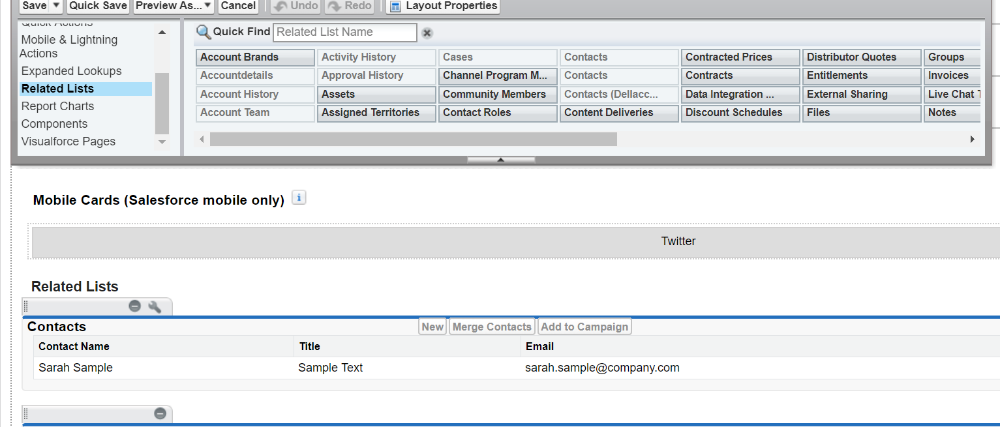 Save Quick Save Preview As... Cancel Undo Redo Layout Properties
Quick Actions
Mobile & Lightning
Actions
Expanded Lookups
Related Lists
Report Charts
Components
Visualforce Pages
Quick Find Related List Name
Account Brands Activity History Cases Contacts Contracted Prices Distributor Quotes Groups
Accountdetails Approval History Channel Program M... Contacts Contracts Entitlements Invoices
Account History Assets Community Members Contacts (Dellacc... Data Integration ... External Sharing Live Chat T
Account Team Assigned Territories Contact Roles Content Deliveries Discount Schedules Files Notes
Mobile Cards (Salesforce mobile only) i
Twitter
Related Lists
Contacts New Merge Contacts Add to Campaign
Contact Name Title Email
Sarah Sample Sample Text sarah.sample@company.com